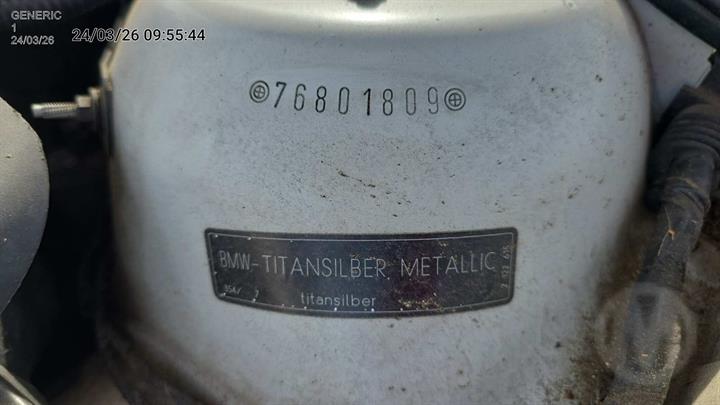 GENERIC
1
24/03/26
24/03/26 09:55:44
76801809
BMW-TITANSILBER METALLIC
354/
titansilber